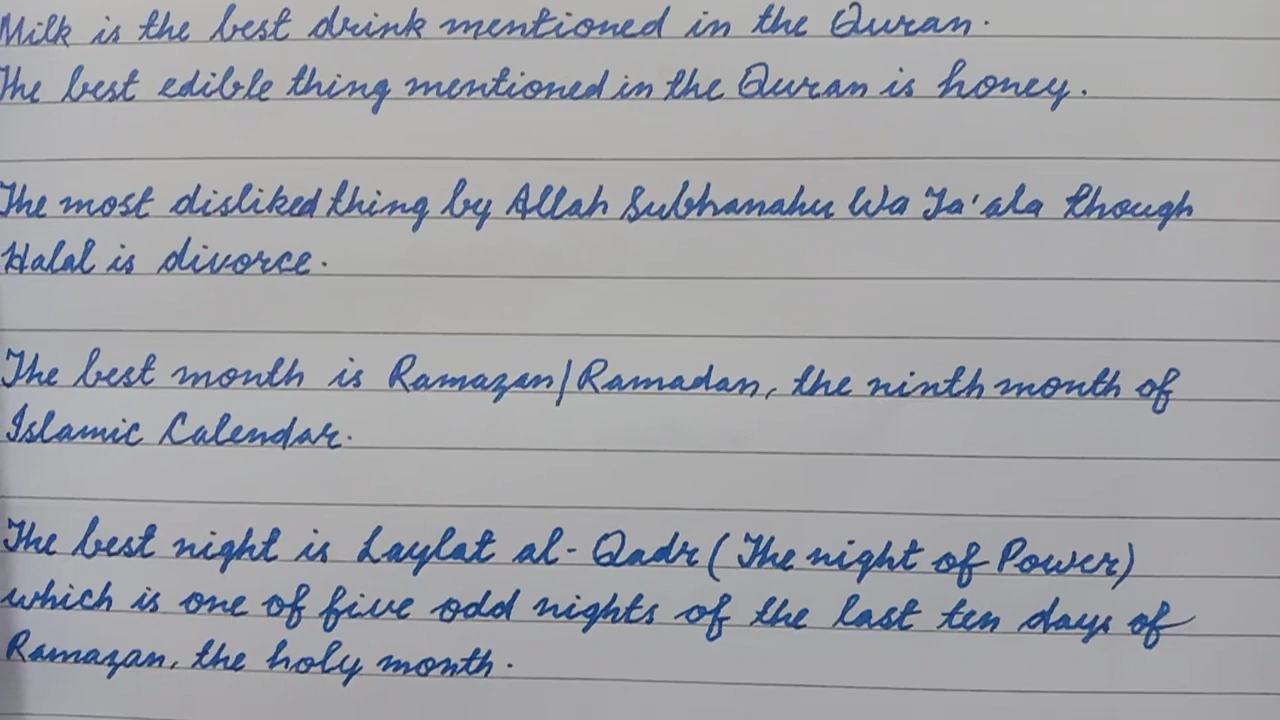 Milk is the best drink mentioned in the Quran.
The best edible thing mentioned in the Quran is honey.
The most disliked thing by Allah Subhanahu Wa Ta'ala though
Halal is divorce.
The best month is Ramazan/Ramadan, the ninth month of
Islamic Calendar.
The best night is Laylat al-Qadr (The night of Power)
which is one of five odd nights of the last ten days of
Ramazan, the holy month.